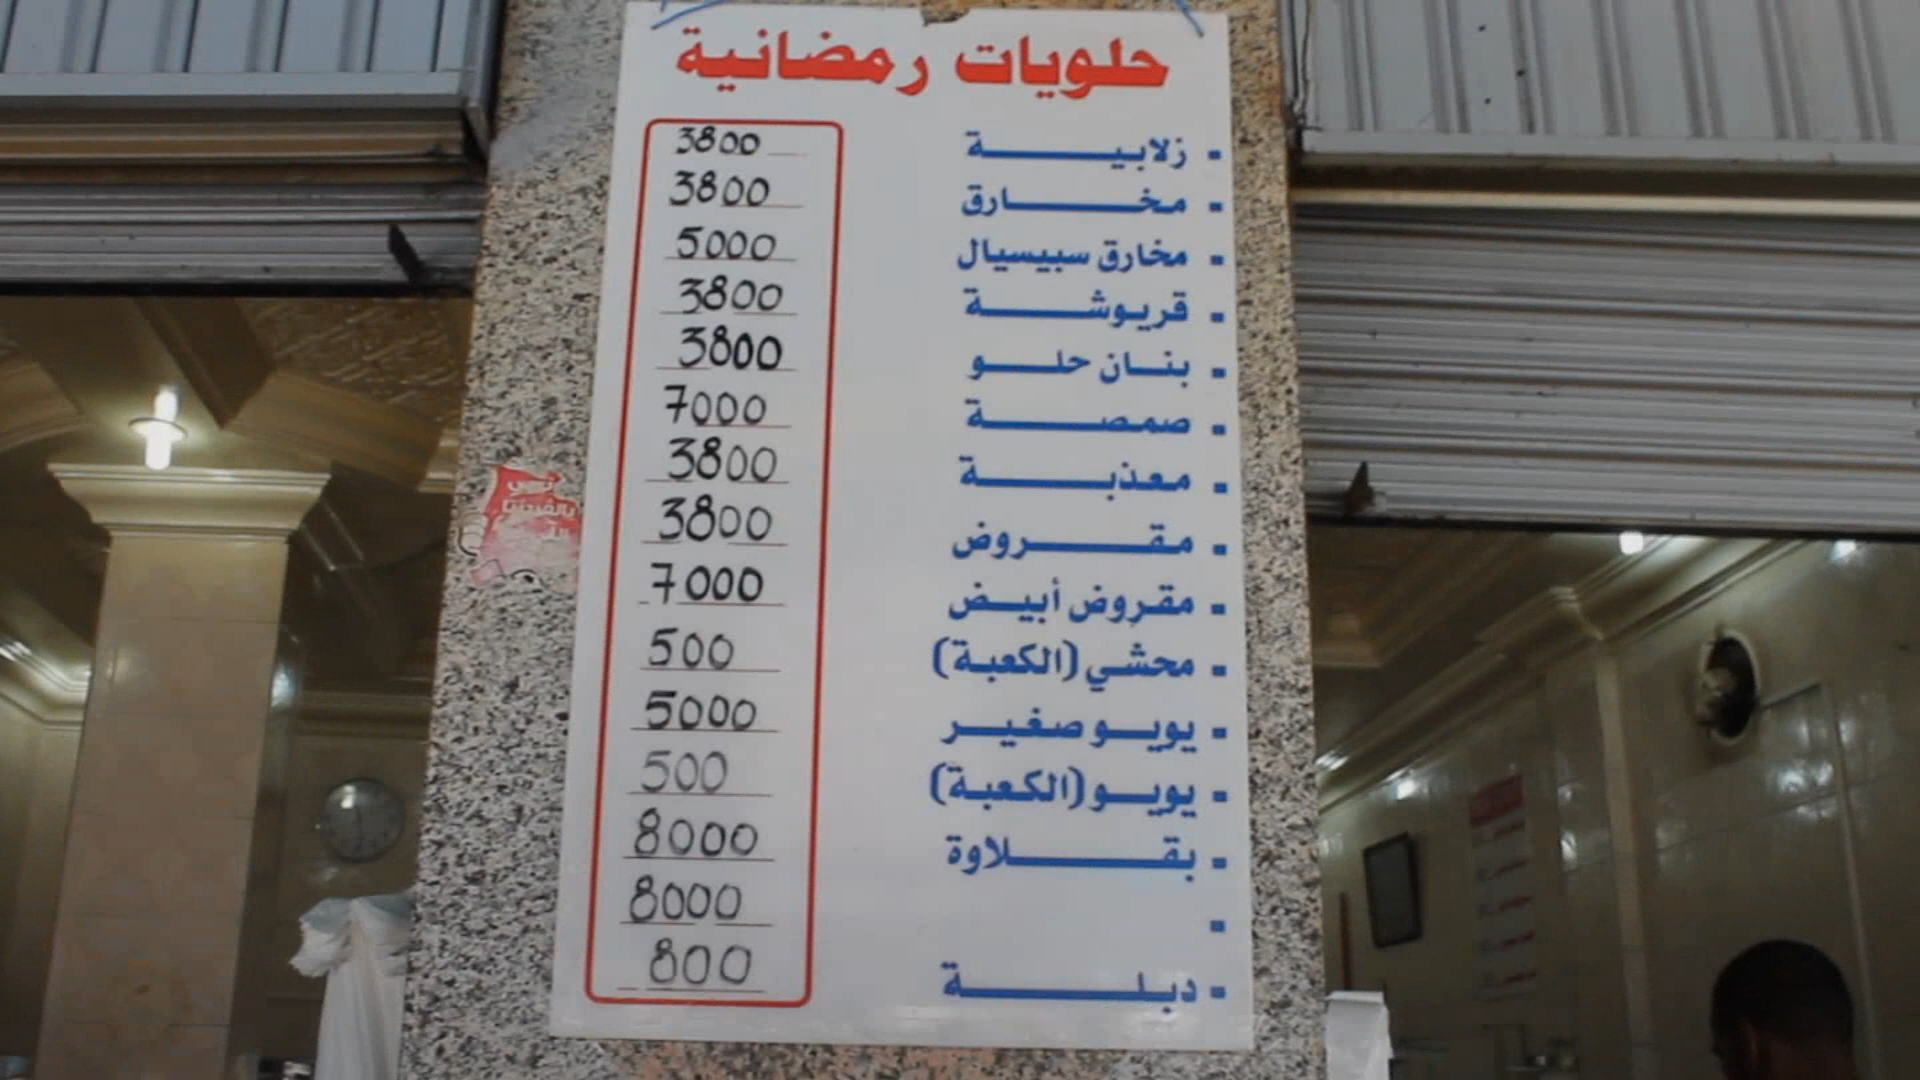 حلويات رمضانية
زلابية 3800
مخارق 3800
مخارق سبيسيال 5000
قريوشة 3800
بنان حلو 3800
صمصة 7000
معذبة 3800
مقروض 3800
مقروض أبيض 7000
محشي (الكعبة) 500
يويو صغير 5000
يويو (الكعبة) 500
بقلاوة 8000
8000
دبلة 800